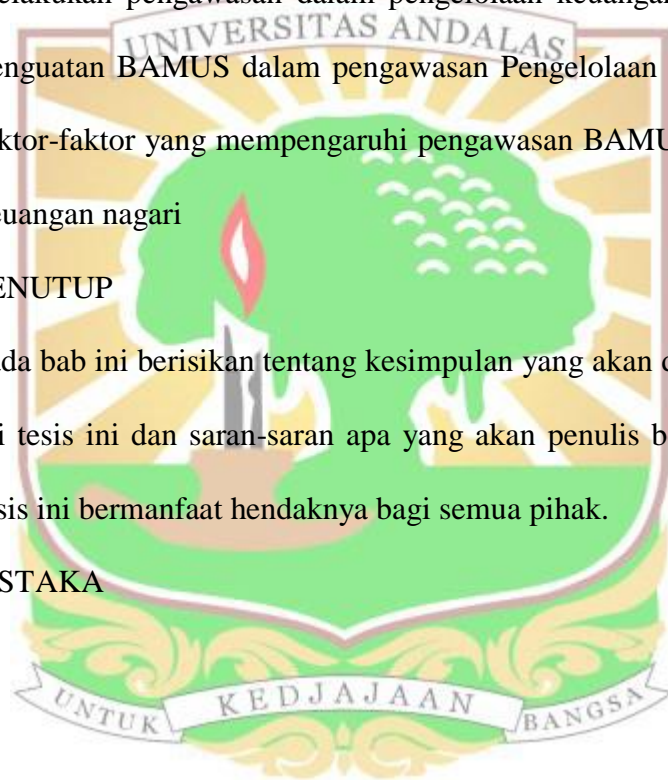 elakukan pengawasan dalam pengelolaan keuangan
UNIVERSITAS ANDALAS
enguatan BAMUS dalam pengawasan Pengelolaan
ktor-faktor yang mempengaruhi pengawasan BAMU
euangan nagari
ENUTUP
da bab ini berisikan tentang kesimpulan yang akan
i tesis ini dan saran-saran apa yang akan penulis b
sis ini bermanfaat hendaknya bagi semua pihak.
STAKA
UNTUK KEDJAJAAN BANGSA